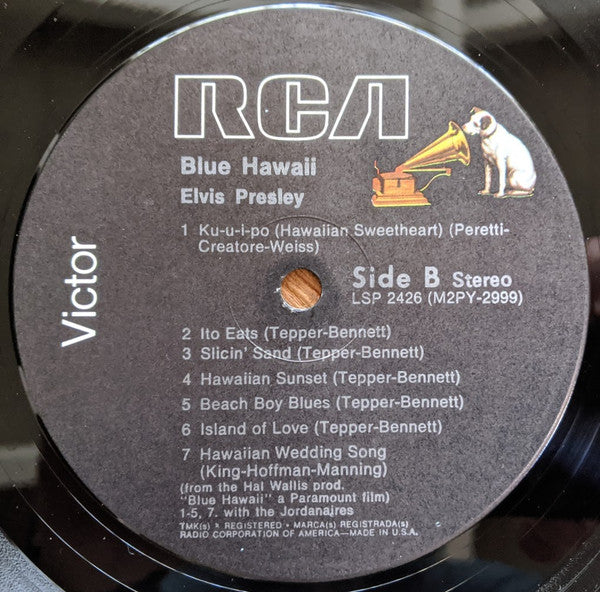 RCA
Blue Hawaii
Elvis Presley
1 Ku-u-i-po (Hawaiian Sweetheart) (Peretti-
Creatore-Weiss)
Victor
Side B Stereo
LSP 2426 (M2PY-2999)
2 Ito Eats (Tepper-Bennett)
3 Slicin' Sand (Tepper-Bennett)
4 Hawaiian Sunset (Tepper-Bennett)
5 Beach Boy Blues (Tepper-Bennett)
6 Island of Love (Tepper-Bennett)
7 Hawaiian Wedding Song
(King-Hoffman-Manning)
(from the Hal Wallis prod.
"Blue Hawaii" a Paramount film)
1-5, 7. with the Jordanaires
TMK(s) ® REGISTERED • MARCA(s) REGISTRADA(s)
RADIO CORPORATION OF AMERICA—MADE IN U.S.A.